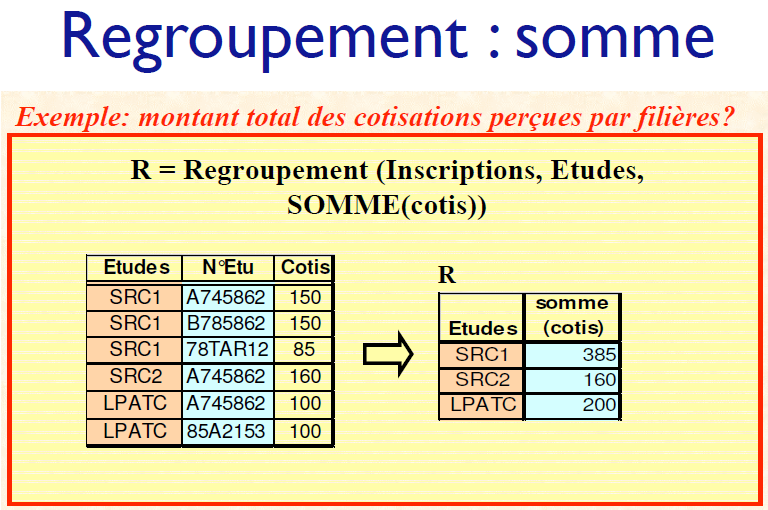 Regroupement : somme
Exemple: montant total des cotisations perçues par filières?
R = Regroupement (Inscriptions, Etudes,
SOMME(cotis))
Etudes N°Etu Cotis
SRC1 A745862 150
SRC1 B785862 150
SRC1 78TAR12 85
SRC2 A745862 160
LPATC A745862 100
LPATC 85A2153 100
R
Etudes somme (cotis)
SRC1 385
SRC2 160
LPATC 200